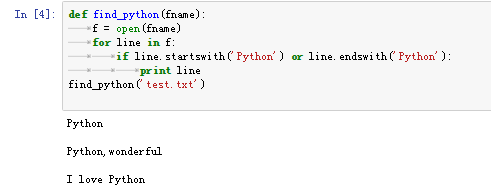 In [4]:
def find_python(fname):
    f = open(fname)
    for line in f:
        if line.startswith('Python') or line.endswith('Python'):
            print line
find_python('test.txt')
Python
Python,wonderful
I love Python